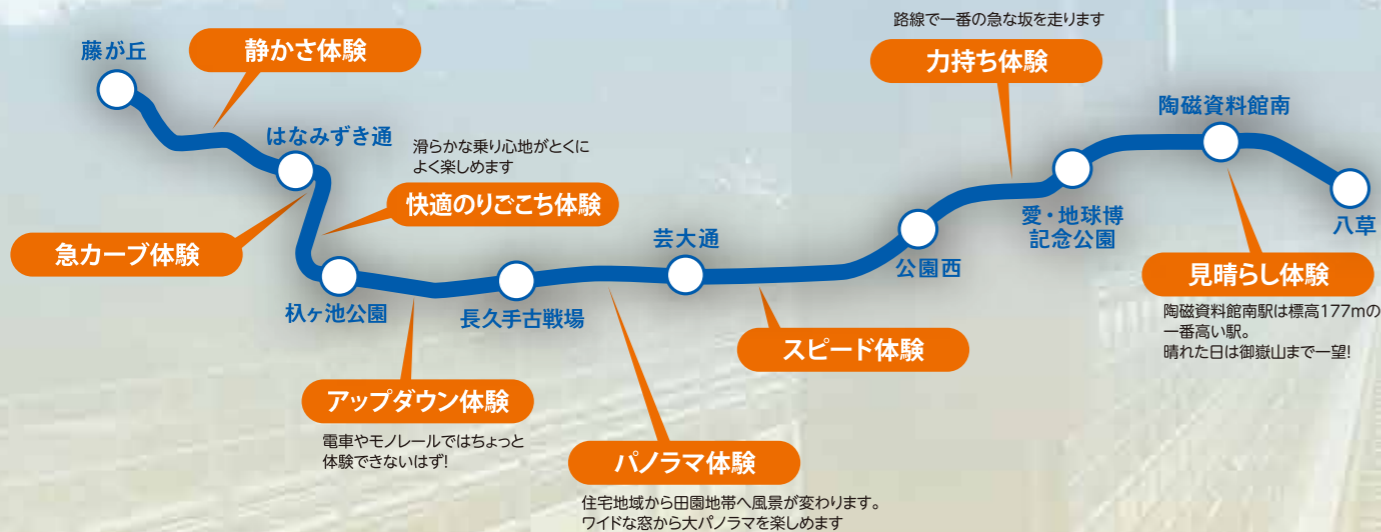 路線で一番の急な坂を走ります
藤が丘
静かさ体験
力持ち体験
陶磁資料館南
はなみずき通
滑らかな乗り心地がとくに
よく楽しめます
快適のりごこち体験
急カーブ体験
芸大通
愛・地球博
記念公園
八草
公園西
杁ヶ池公園
長久手古戦場
見晴らし体験
陶磁資料館南駅は標高177mの
一番高い駅。
晴れた日は御嶽山まで一望!
スピード体験
アップダウン体験
電車やモノレールではちょっと
体験できないはず!
パノラマ体験
住宅地域から田園地帯へ風景が変わります。
ワイドな窓から大パノラマを楽しめます